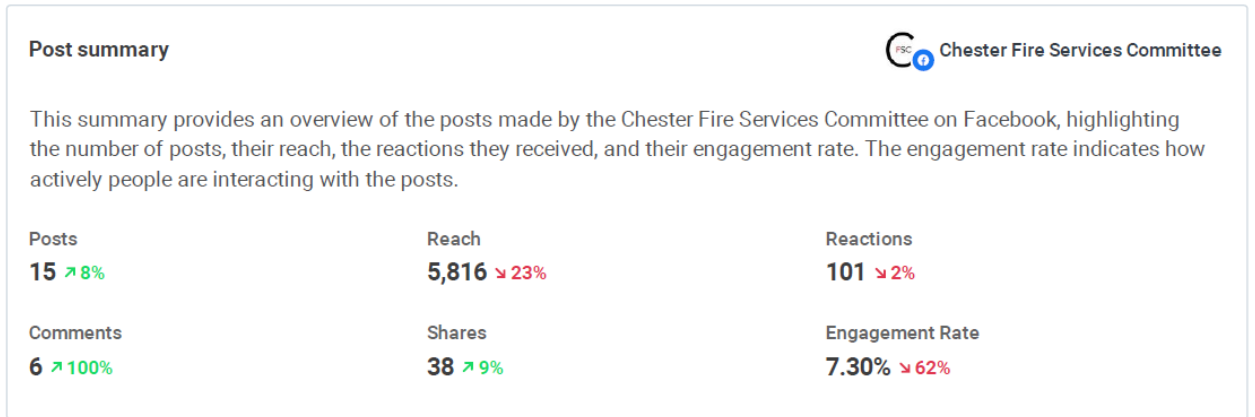 Post summary
FSC
Chester Fire Services Committee
This summary provides an overview of the posts made by the Chester Fire Services Committee on Facebook, highlighting
the number of posts, their reach, the reactions they received, and their engagement rate. The engagement rate indicates how
actively people are interacting with the posts.
Posts
Reach
Reactions
15 ↗ 8%
5,816 ↘ 23%
101 ↘ 2%
Comments
Shares
Engagement Rate
6 ↗ 100%
38 ↗ 9%
7.30% ↘ 62%